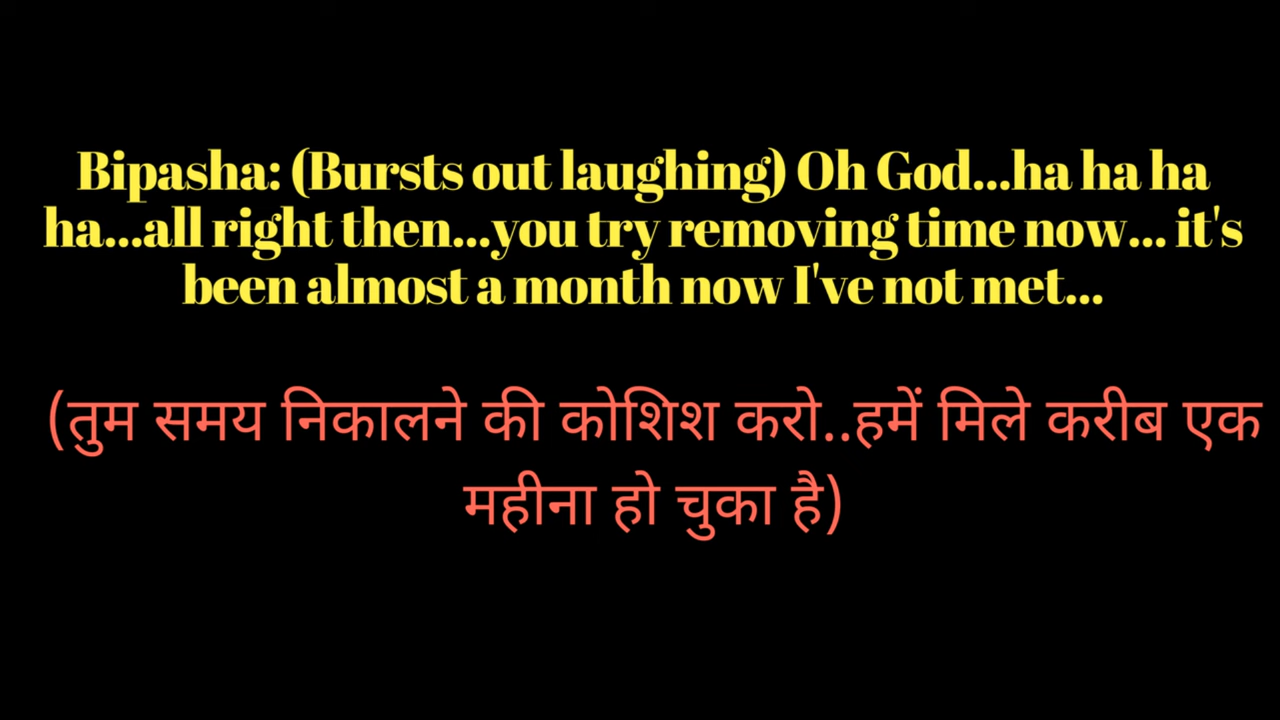 Bipasha: (Bursts out laughing) Oh God...ha ha ha
ha...all right then...you try removing time now... it's
been almost a month now I've not met...
(तुम समय निकालने की कोशिश करो..हमें मिले करीब एक
महीना हो चुका है)